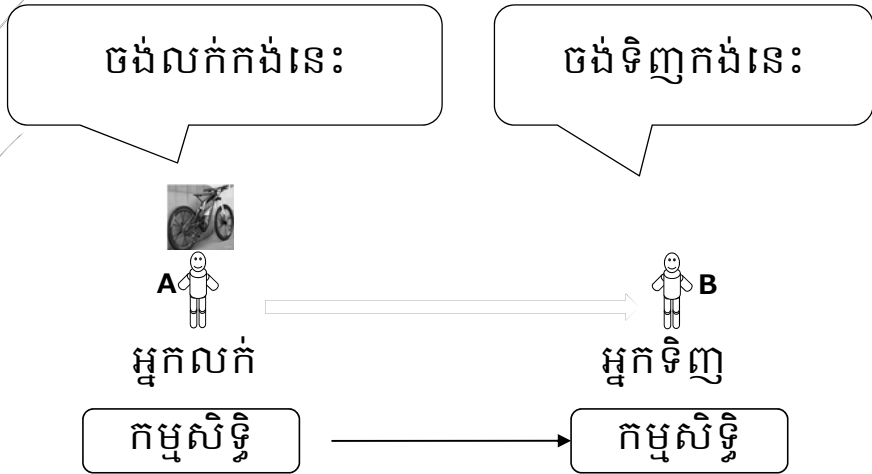 ចង់លក់កង់នេះ
ចង់ទិញកង់នេះ
A
B
អ្នកលក់
អ្នកទិញ
កម្មសិទ្ធិ
កម្មសិទ្ធិ